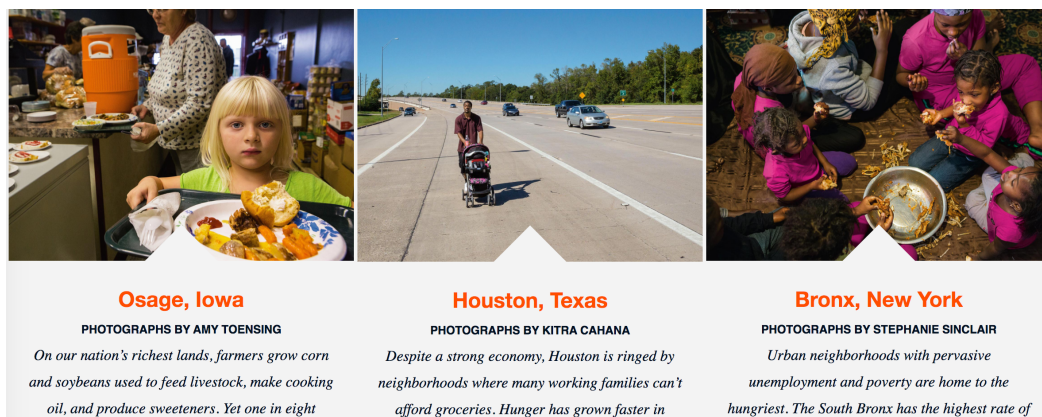 Osage, Iowa
PHOTOGRAPHS BY AMY TOENSING
On our nation's richest lands, farmers grow corn
and soybeans used to feed livestock, make cooking
oil, and produce sweeteners. Yet one in eight
Houston, Texas
PHOTOGRAPHS BY KITRA CAHANA
Despite a strong economy, Houston is ringed by
neighborhoods where many working families can't
afford groceries. Hunger has grown faster in
Bronx, New York
PHOTOGRAPHS BY STEPHANIE SINCLAIR
Urban neighborhoods with pervasive
unemployment and poverty are home to the
hungriest. The South Bronx has the highest rate of